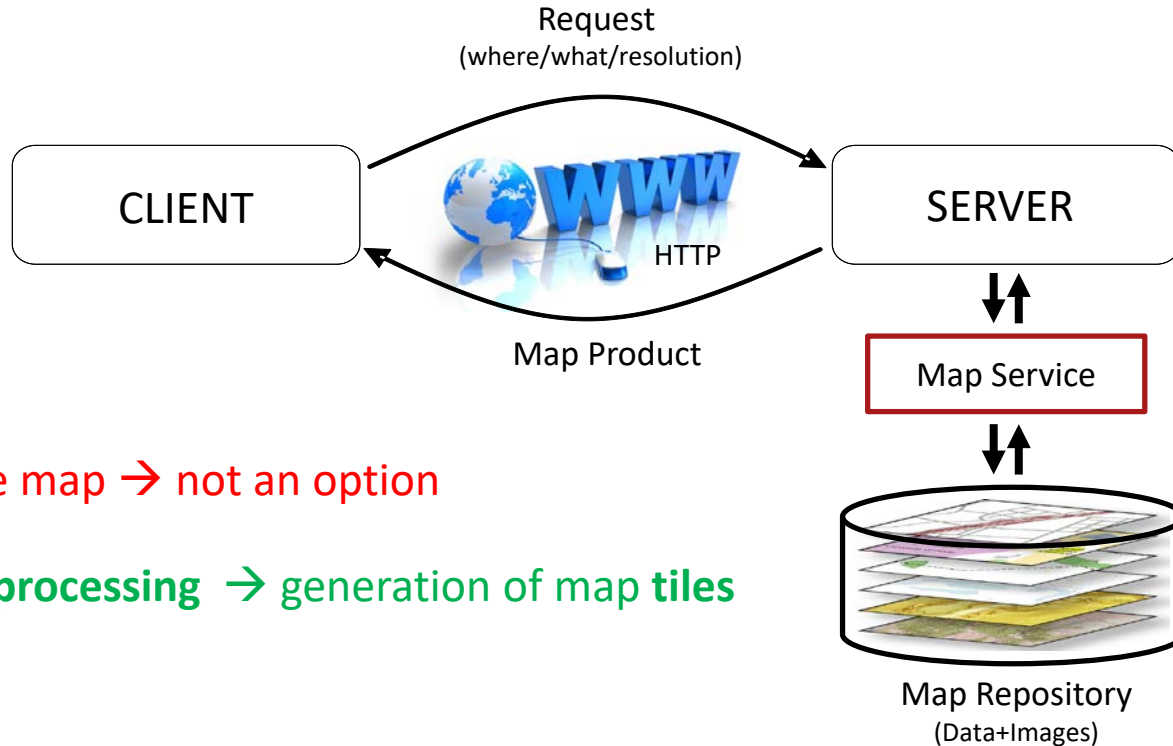 Request
(where/what/resolution)
CLIENT
WWW
SERVER
HTTP
Map Product
Map Service
e map → not an option
processing → generation of map tiles
Map Repository
(Data+Images)